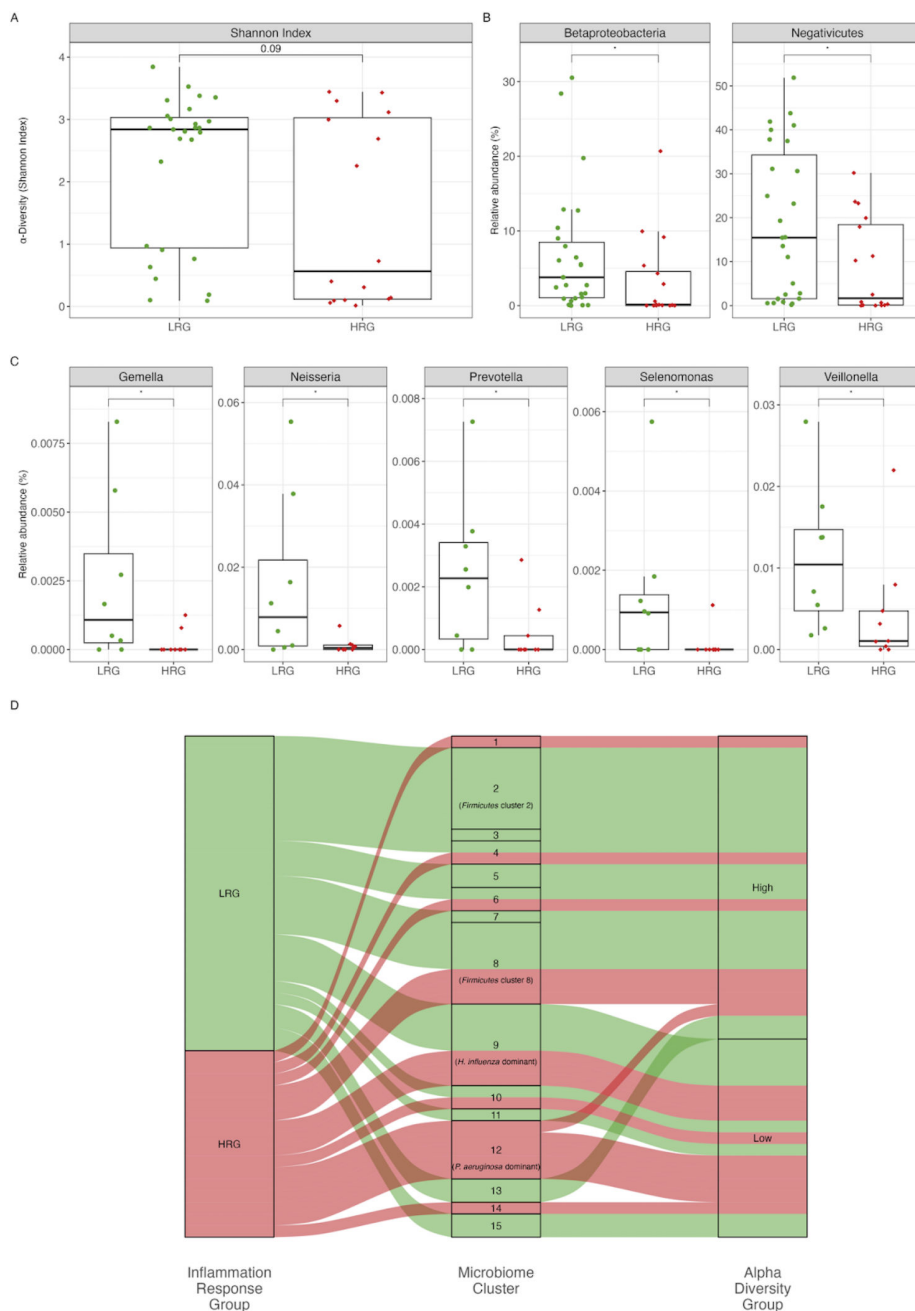 A
Shannon Index
0.09
4
3
2
1
0
α-Diversity (Shannon Index)
LRG
HRG
B
Betaproteobacteria
*
30
20
10
0
Relative abundance (%)
LRG
HRG
Negativicutes
*
50
40
30
20
10
0
LRG
HRG
C
Gemella
*
0.0075
0.0050
0.0025
0.0000
Relative abundance (%)
LRG
HRG
Neisseria
*
0.06
0.04
0.02
0.00
LRG
HRG
Prevotella
*
0.008
0.006
0.004
0.002
0.000
LRG
HRG
Selenomonas
*
0.006
0.004
0.002
0.000
LRG
HRG
Veillonella
*
0.03
0.02
0.01
0.00
LRG
HRG
D
LRG
HRG
1
2
(Firmicutes cluster 2)
3
4
5
6
7
8
(Firmicutes cluster 8)
9
(H. influenza dominant)
10
11
12
(P. aeruginosa dominant)
13
14
15
High
Low
Inflammation
Response
Group
Microbiome
Cluster
Alpha
Diversity
Group